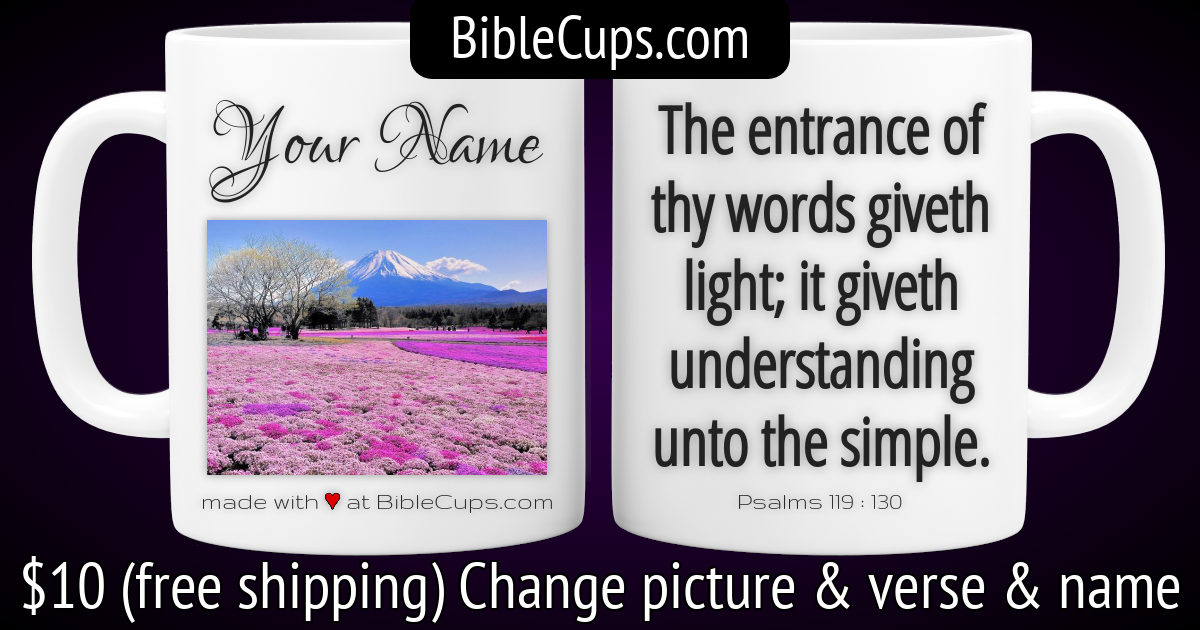 BibleCups.com
Your Name
made with ♥ at BibleCups.com
The entrance of
thy words giveth
light; it giveth
understanding
unto the simple.
Psalms 119 : 130
$10 (free shipping) Change picture & verse & name